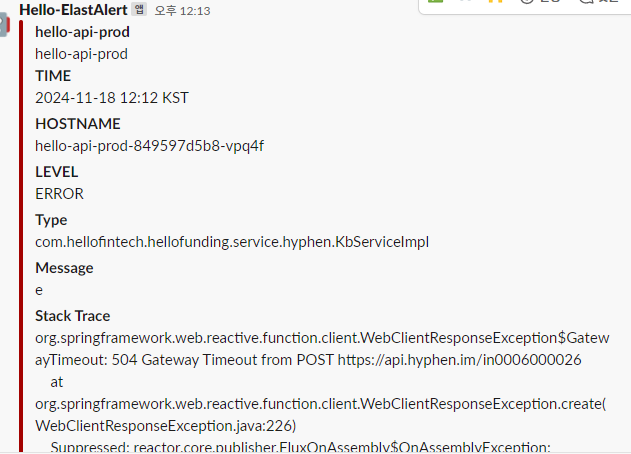 Hello-ElastAlert 앱 오후 12:13
hello-api-prod
hello-api-prod
TIME
2024-11-18 12:12 KST
HOSTNAME
hello-api-prod-849597d5b8-vpq4f
LEVEL
ERROR
Type
com.hellofintech.hellofunding.service.hyphen.KbServiceImpl
Message
e
Stack Trace
org.springframework.web.reactive.function.client.WebClientResponseException$Gatew
ayTimeout: 504 Gateway Timeout from POST https://api.hyphen.im/in0006000026
at
org.springframework.web.reactive.function.client.WebClientResponseException.create(
WebClientResponseException.java:226)
Suppressed: reactor.core.publisher.FluxOnAssembly$OnAssemblyException: